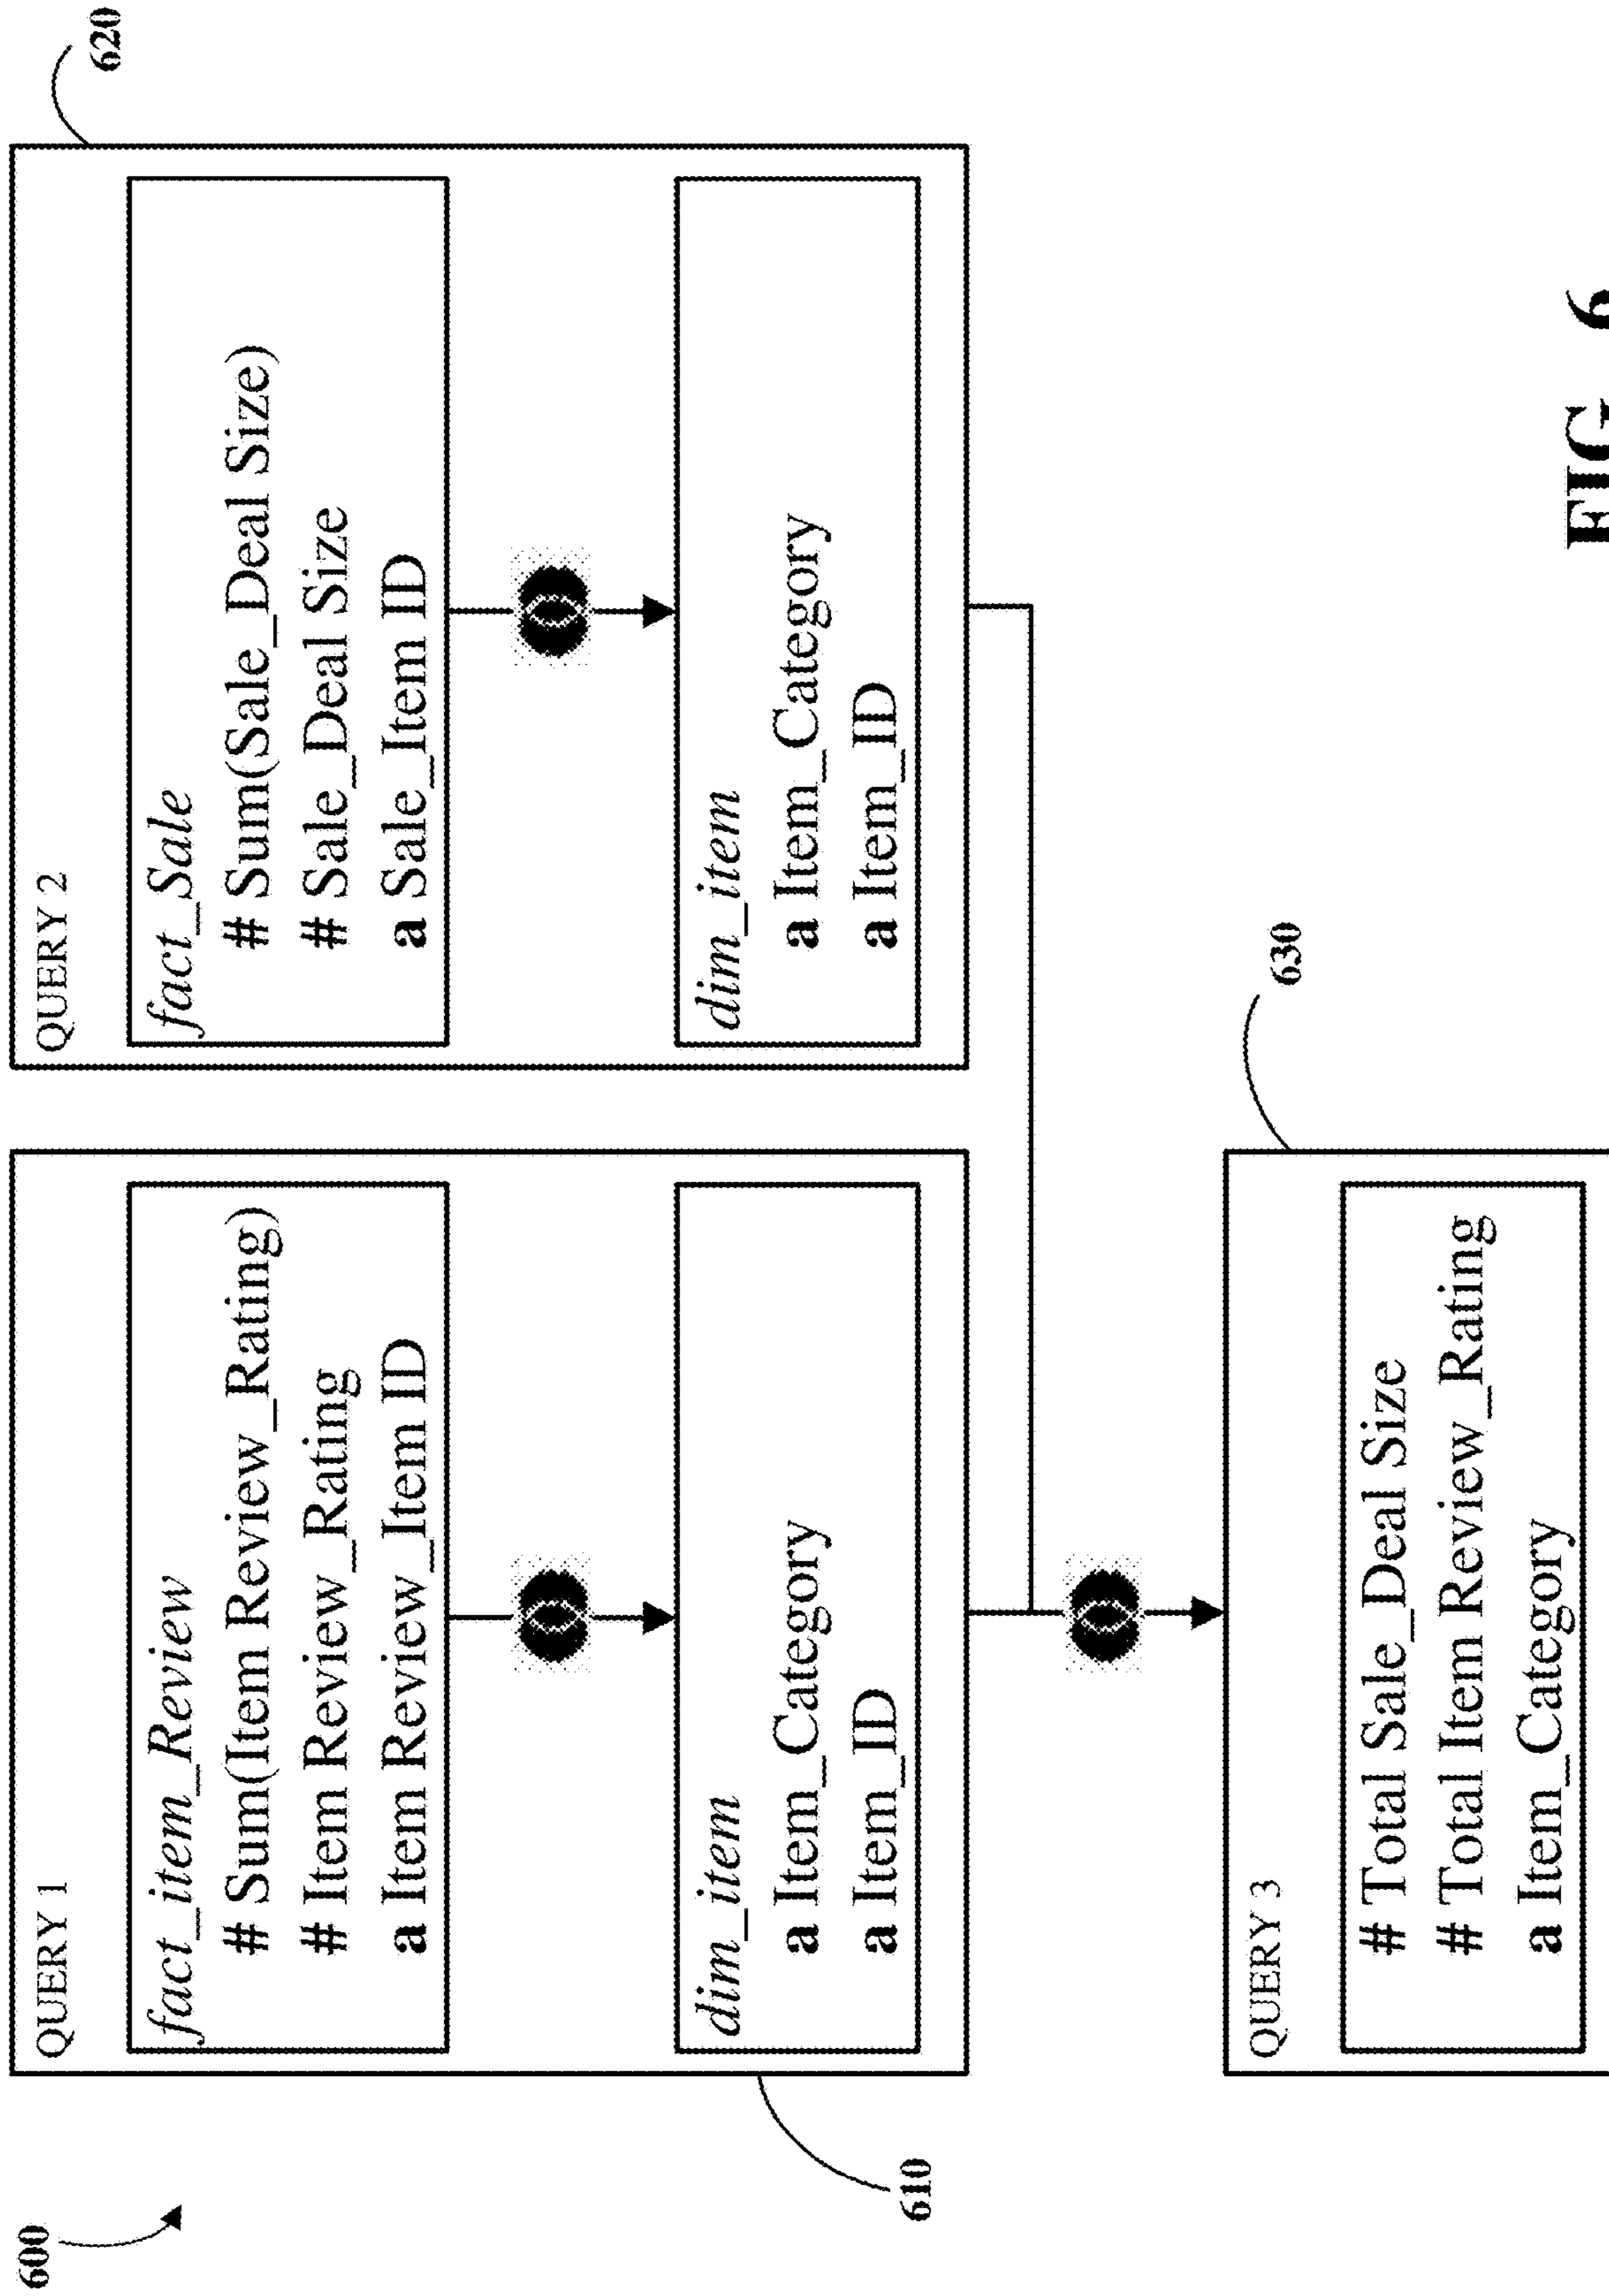 600
QUERY 1
fact_item_Review
# Sum(Item Review_Rating)
# Item Review_Rating
a Item Review_Item ID
dim_item
a Item_Category
a Item_ID
610
QUERY 2
fact_Sale
# Sum(Sale_Deal Size)
# Sale_Deal Size
a Sale_Item ID
dim_item
a Item_Category
a Item_ID
620
QUERY 3
# Total Sale_Deal Size
# Total Item Review_Rating
a Item_Category
630
FIG. 6